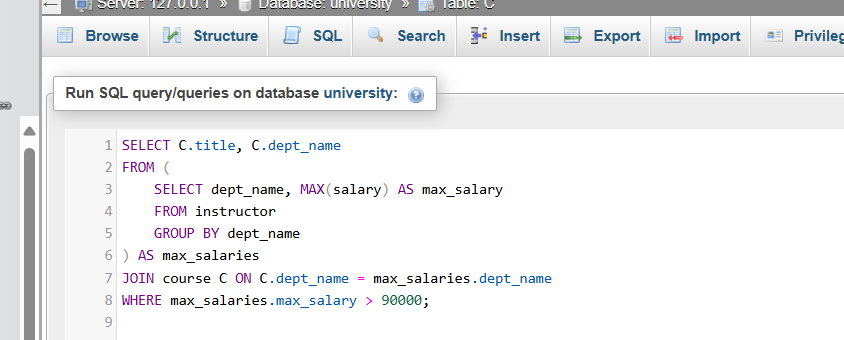 Server: 127.0.0.1 » Database: university » Table: C
Browse Structure SQL Search Insert Export Import Privileg
Run SQL query/queries on database university:
1 SELECT C.title, C.dept_name
2 FROM (
3 SELECT dept_name, MAX(salary) AS max_salary
4 FROM instructor
5 GROUP BY dept_name
6 ) AS max_salaries
7 JOIN course C ON C.dept_name = max_salaries.dept_name
8 WHERE max_salaries.max_salary > 90000;
9